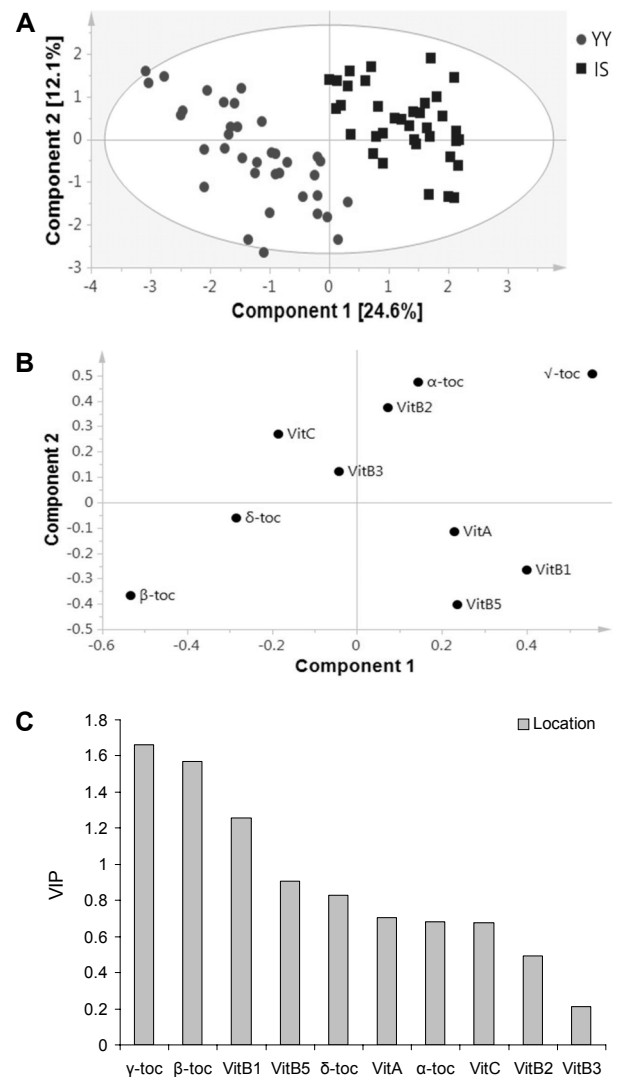 A
Component 2 [12.1%]
2
1
0
-1
-2
-3
-4 -3 -2 -1 0 1 2 3
Component 1 [24.6%]
YY
IS
B
Component 2
0.5
0.4
0.3
0.2
0.1
0
-0.1
-0.2
-0.3
-0.4
-0.5
-0.6 -0.4 -0.2 0 0.2 0.4
Component 1
√-toc
α-toc
VitB2
VitC
VitB3
δ-toc
VitA
VitB1
β-toc
VitB5
C
VIP
1.8
1.6
1.4
1.2
1
0.8
0.6
0.4
0.2
0
Location
γ-toc β-toc VitB1 VitB5 δ-toc VitA α-toc VitC VitB2 VitB3